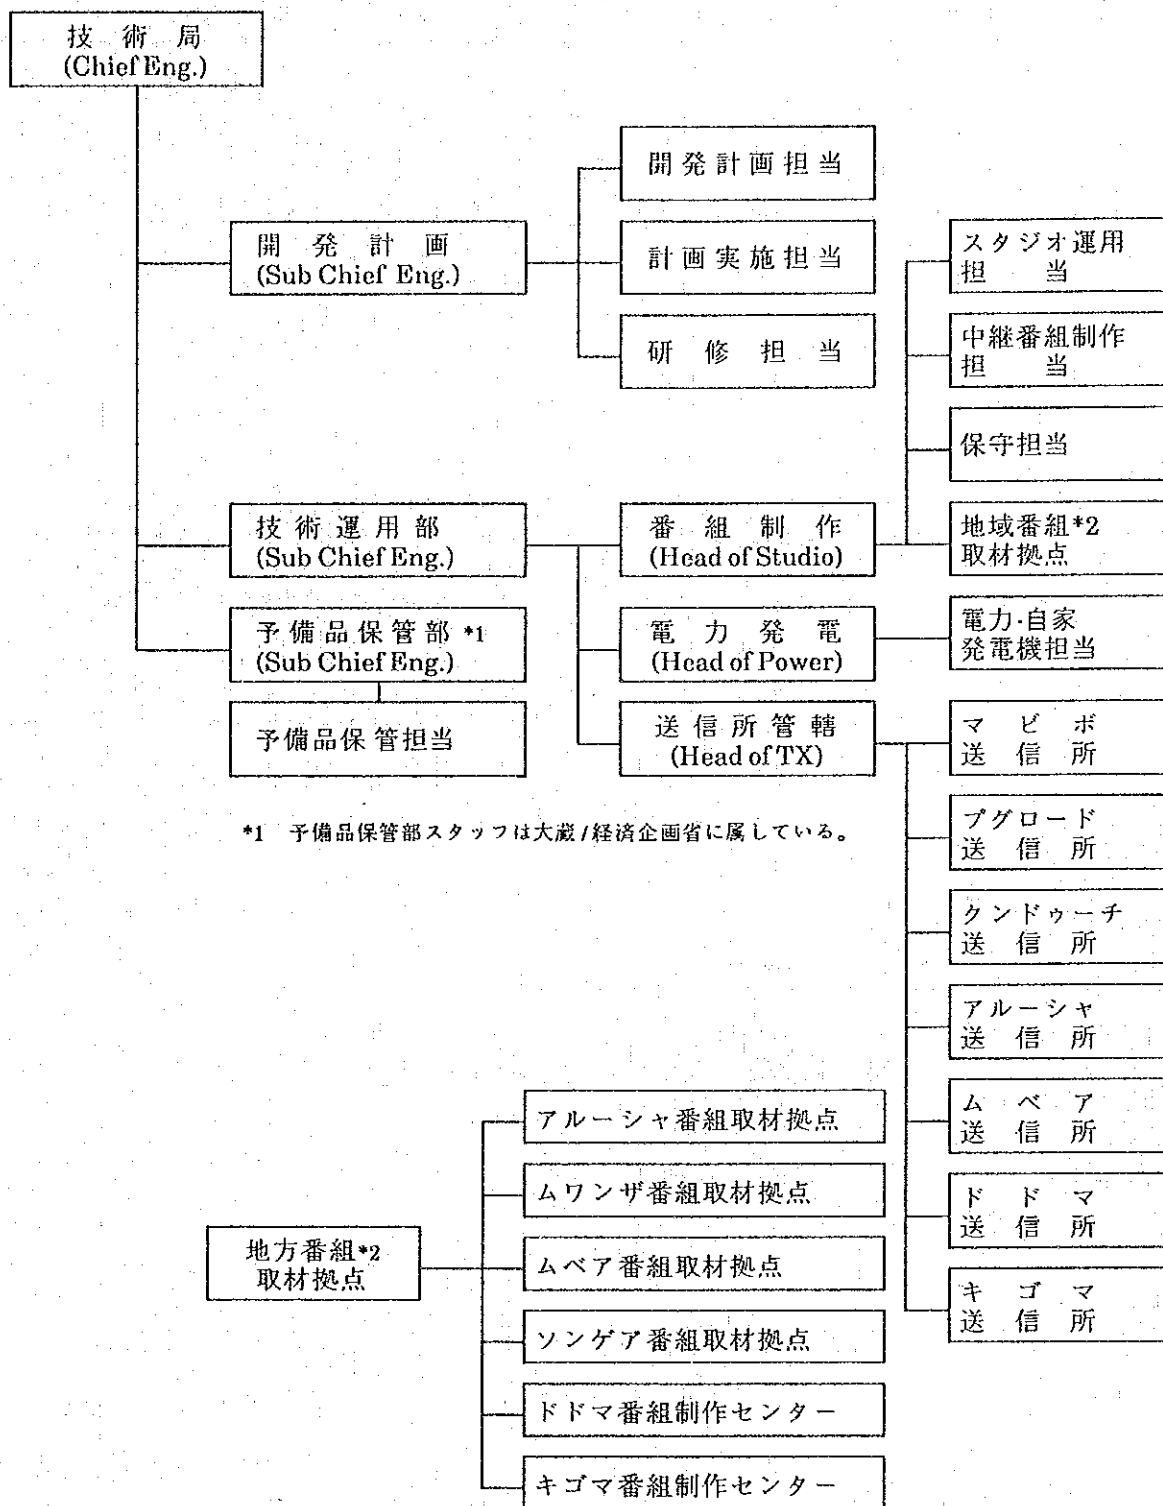 技術局
(Chief Eng.)
開発計画
(Sub Chief Eng.)
開発計画担当
計画実施担当
研修担当
技術運用部
(Sub Chief Eng.)
番組制作
(Head of Studio)
スタジオ運用
担当
中継番組制作
担当
保守担当
地域番組*2
取材拠点
電力発電
(Head of Power)
電力·自家
発電機担当
送信所管轄
(Head of TX)
マビボ
送信所
プグロード
送信所
クンドゥーチ
送信所
アルーシャ
送信所
ムベア
送信所
ドドマ
送信所
キゴマ
送信所
予備品保管部 *1
(Sub Chief Eng.)
予備品保管担当
*1 予備品保管部スタッフは大蔵/経済企画省に属している。
地方番組*2
取材拠点
アルーシャ番組取材拠点
ムワンザ番組取材拠点
ムベア番組取材拠点
ソンゲア番組取材拠点
ドドマ番組制作センター
キゴマ番組制作センター